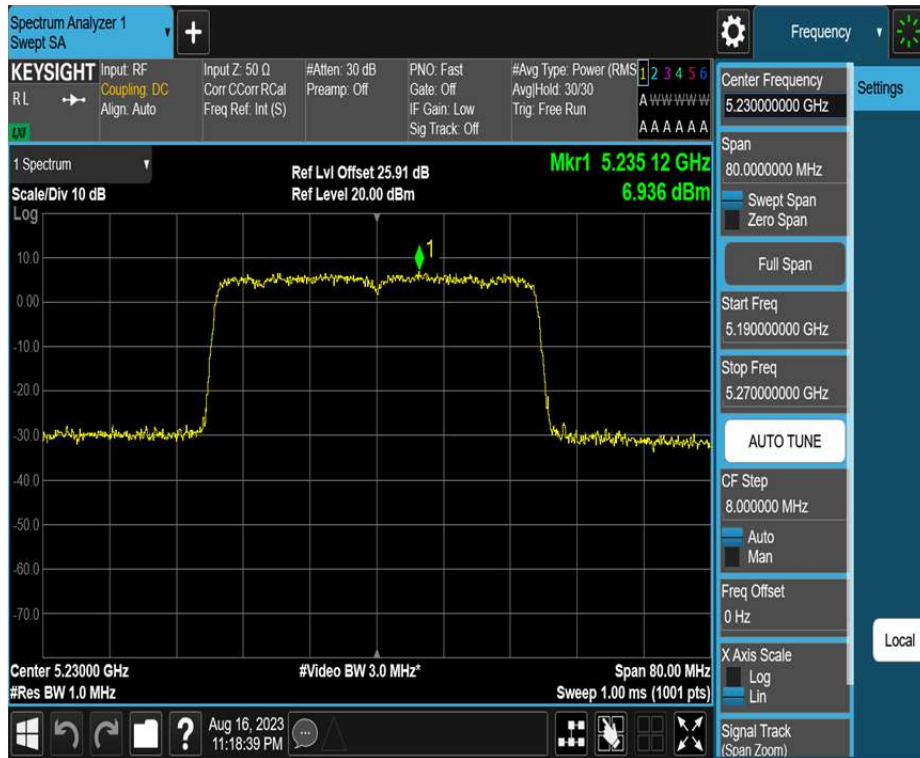 Spectrum Analyzer 1
Swept SA
+
Frequency
KEYSIGHT
R L
LXI
Input: RF
Coupling: DC
Align: Auto
Input Z: 50 Ω
Corr CCorr RCal
Freq Ref: Int (S)
#Atten: 30 dB
Preamp: Off
PNO: Fast
Gate: Off
IF Gain: Low
Sig Track: Off
#Avg Type: Power (RMS
Avg|Hold: 30/30
Trig: Free Run
1 2 3 4 5 6
A W W W W W
A A A A A A
1 Spectrum
Scale/Div 10 dB
Log
Ref Lvl Offset 25.91 dB
Ref Level 20.00 dBm
Mkr1 5.235 12 GHz
6.936 dBm
1
10.0
0.00
-10.0
-20.0
-30.0
-40.0
-50.0
-60.0
-70.0
Center 5.23000 GHz
#Res BW 1.0 MHz
#Video BW 3.0 MHz*
Span 80.00 MHz
Sweep 1.00 ms (1001 pts)
?
Aug 16, 2023
11:18:39 PM
Center Frequency
5.230000000 GHz
Span
80.0000000 MHz
Swept Span
Zero Span
Full Span
Start Freq
5.190000000 GHz
Stop Freq
5.270000000 GHz
AUTO TUNE
CF Step
8.000000 MHz
Auto
Man
Freq Offset
0 Hz
X Axis Scale
Log
Lin
Signal Track
(Span Zoom)
Settings
Local